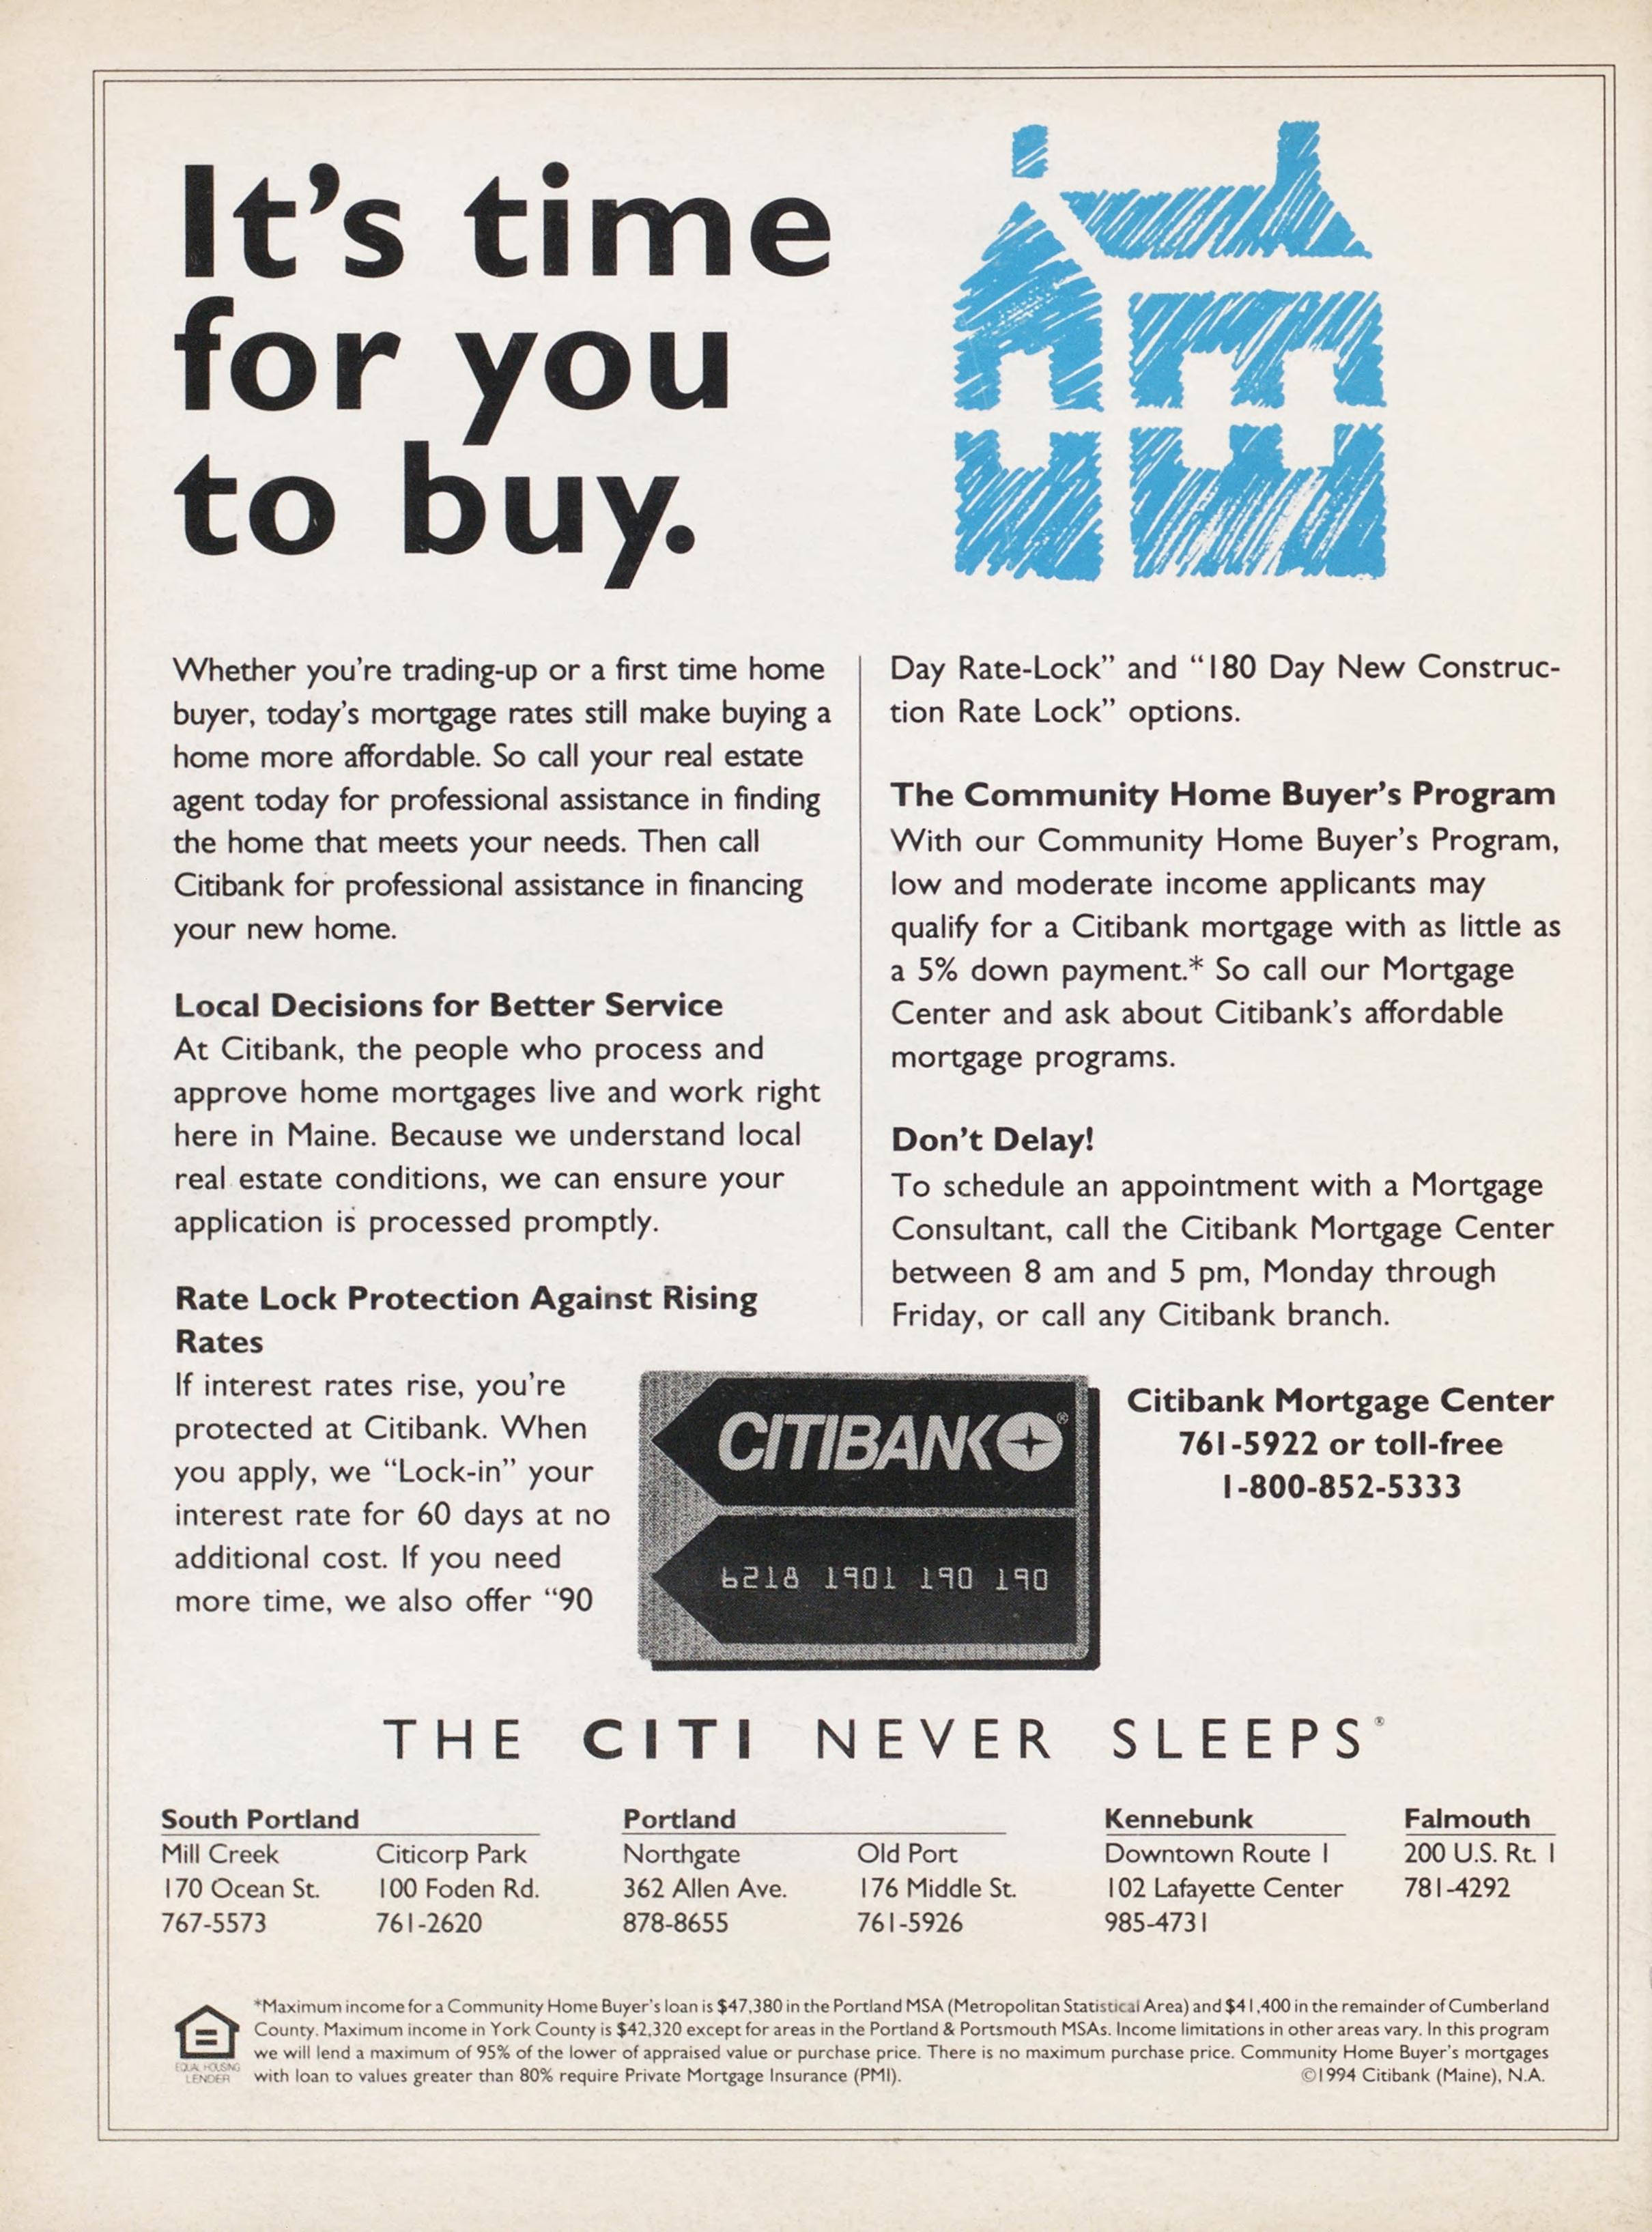 It's time
for you
to buy.
Whether you're trading-up or a first time home
buyer, today's mortgage rates still make buying a
home more affordable. So call your real estate
agent today for professional assistance in finding
the home that meets your needs. Then call
Citibank for professional assistance in financing
your new home.
Local Decisions for Better Service
At Citibank, the people who process and
approve home mortgages live and work right
here in Maine. Because we understand local
real estate conditions, we can ensure your
application is processed promptly.
Rate Lock Protection Against Rising
Rates
If interest rates rise, you're
protected at Citibank. When
you apply, we “Lock-in” your
interest rate for 60 days at no
additional cost. If you need
more time, we also offer “90
Day Rate-Lock” and “180 Day New Construc-
tion Rate Lock” options.
The Community Home Buyer's Program
With our Community Home Buyer's Program,
low and moderate income applicants may
qualify for a Citibank mortgage with as little as
a 5% down payment.* So call our Mortgage
Center and ask about Citibank's affordable
mortgage programs.
Don't Delay!
To schedule an appointment with a Mortgage
Consultant, call the Citibank Mortgage Center
between 8 am and 5 pm, Monday through
Friday, or call any Citibank branch.
CITIBANK®
6218 1901 190 190
Citibank Mortgage Center
761-5922 or toll-free
1-800-852-5333
THE CITI NEVER SLEEPS®
South Portland
Mill Creek
170 Ocean St.
767-5573
Citicorp Park
100 Foden Rd.
761-2620
Portland
Northgate
362 Allen Ave.
878-8655
Old Port
176 Middle St.
761-5926
Kennebunk
Downtown Route 1
102 Lafayette Center
985-4731
Falmouth
200 U.S. Rt. 1
781-4292
EQUAL HOUSING
LENDER
*Maximum income for a Community Home Buyer's loan is $47,380 in the Portland MSA (Metropolitan Statistical Area) and $41,400 in the remainder of Cumberland
County. Maximum income in York County is $42,320 except for areas in the Portland & Portsmouth MSAs. Income limitations in other areas vary. In this program
we will lend a maximum of 95% of the lower of appraised value or purchase price. There is no maximum purchase price. Community Home Buyer's mortgages
with loan to values greater than 80% require Private Mortgage Insurance (PMI).
©1994 Citibank (Maine), N.A.